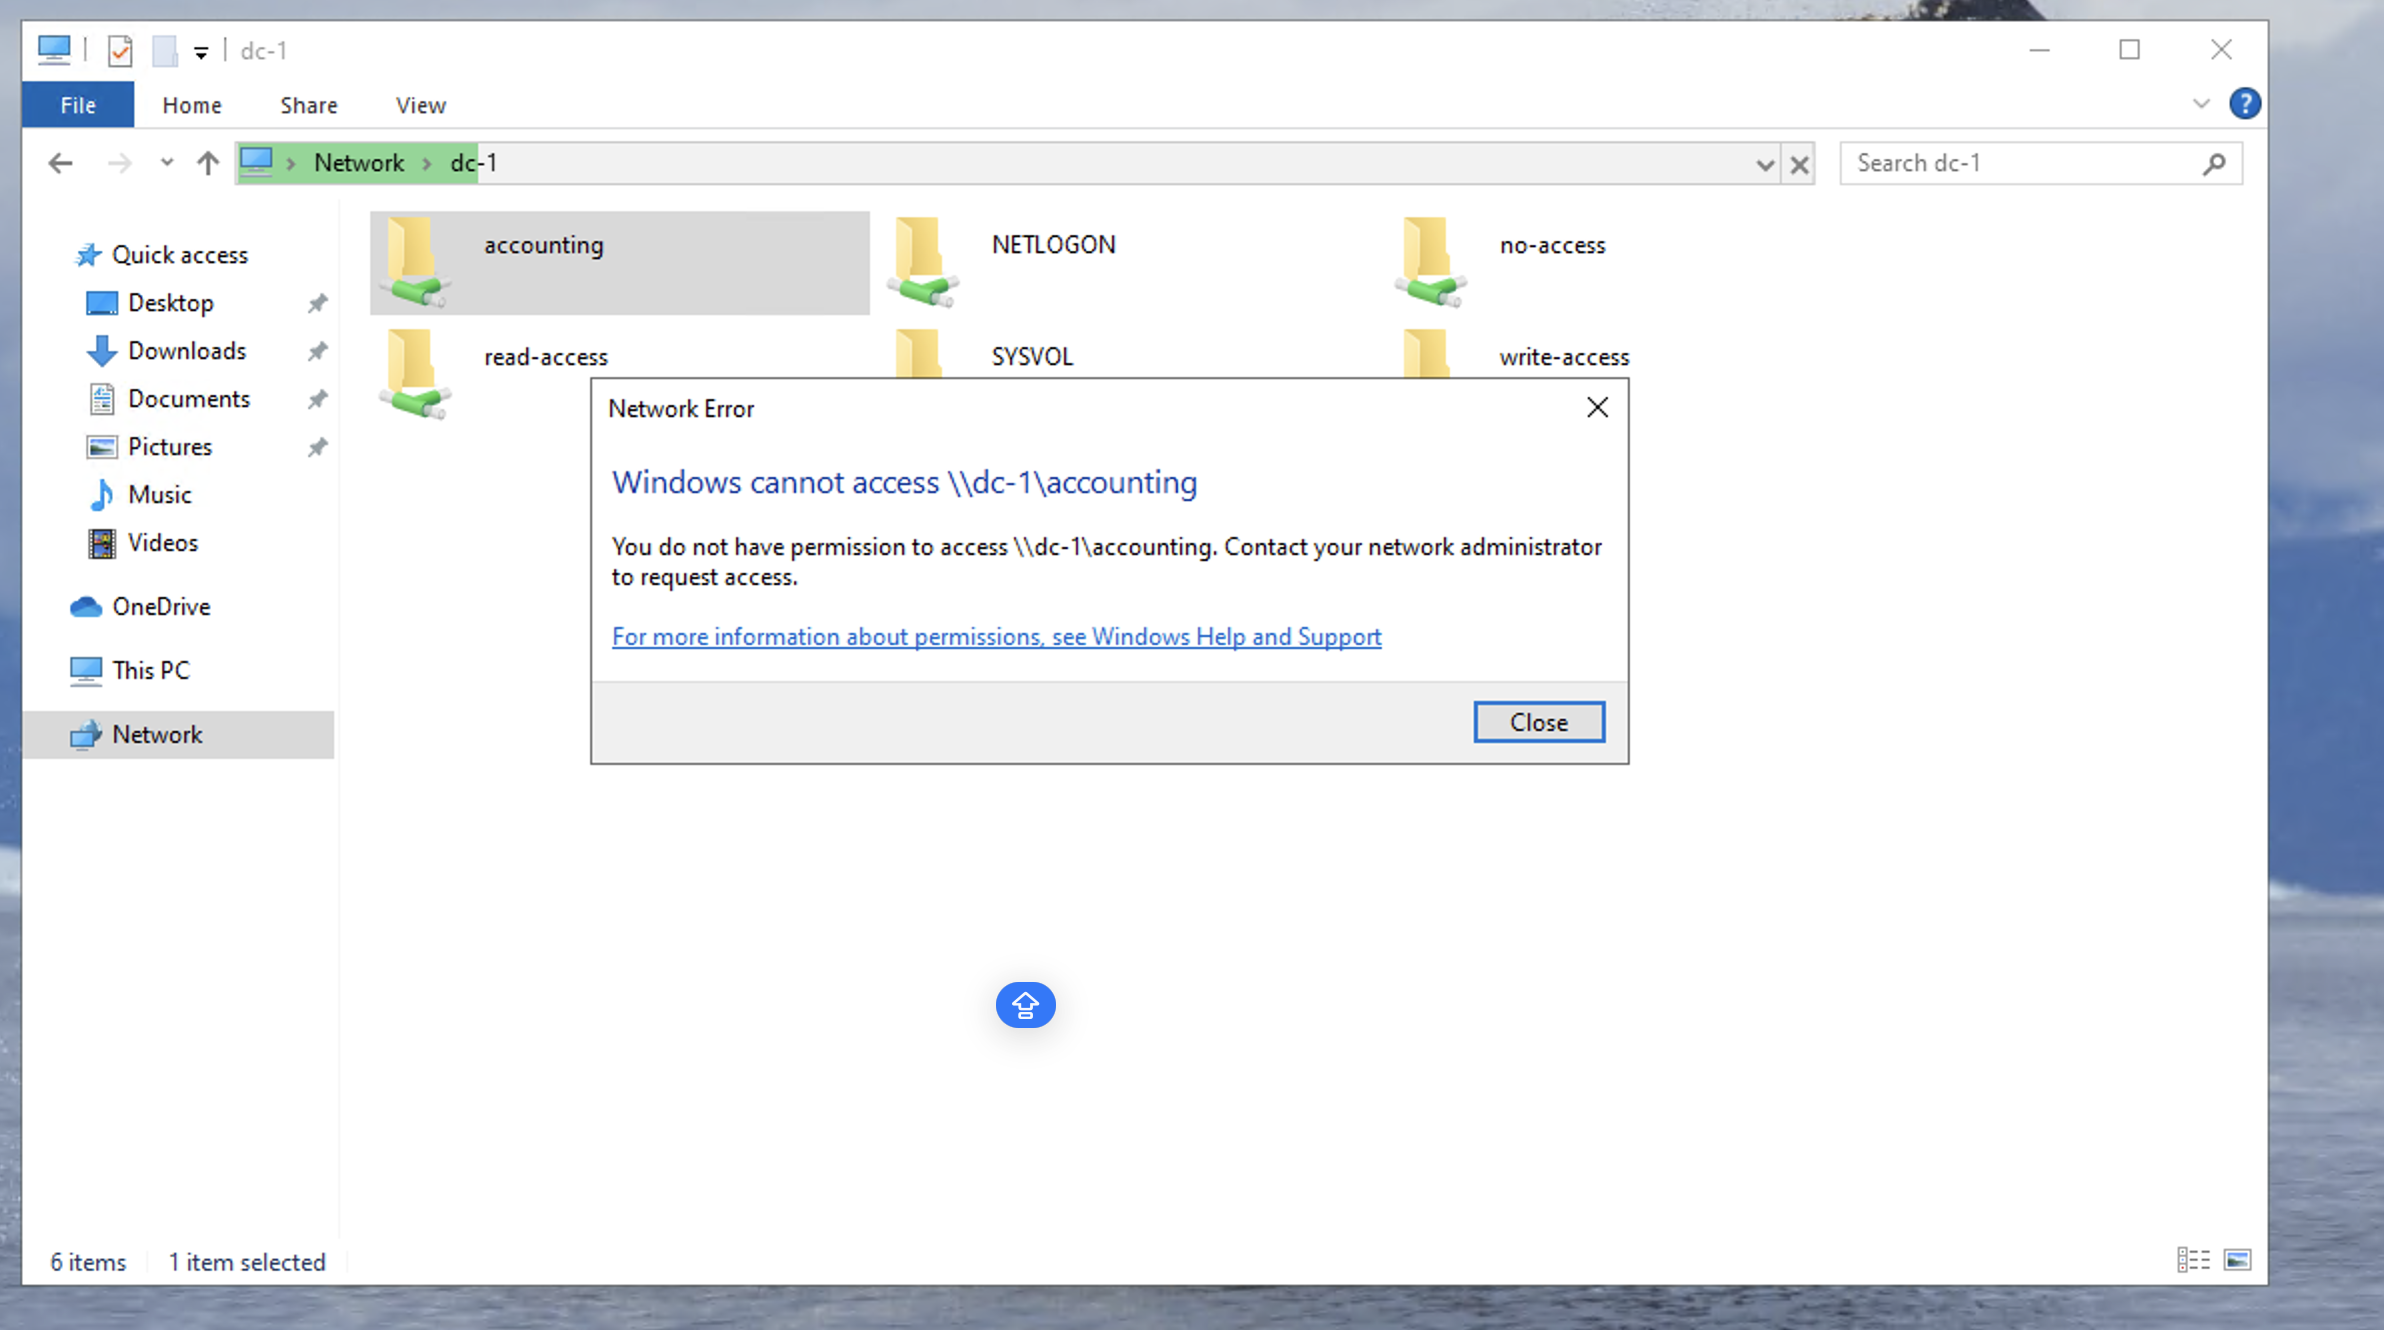 dc-1
File Home Share View
Network dc-1
Search dc-1
Quick access
Desktop
Downloads
Documents
Pictures
Music
Videos
OneDrive
This PC
Network
accounting
NETLOGON
no-access
read-access
SYSVOL
write-access
Network Error
Windows cannot access \\dc-1\accounting
You do not have permission to access \\dc-1\accounting. Contact your network administrator
to request access.
For more information about permissions, see Windows Help and Support
Close
6 items 1 item selected